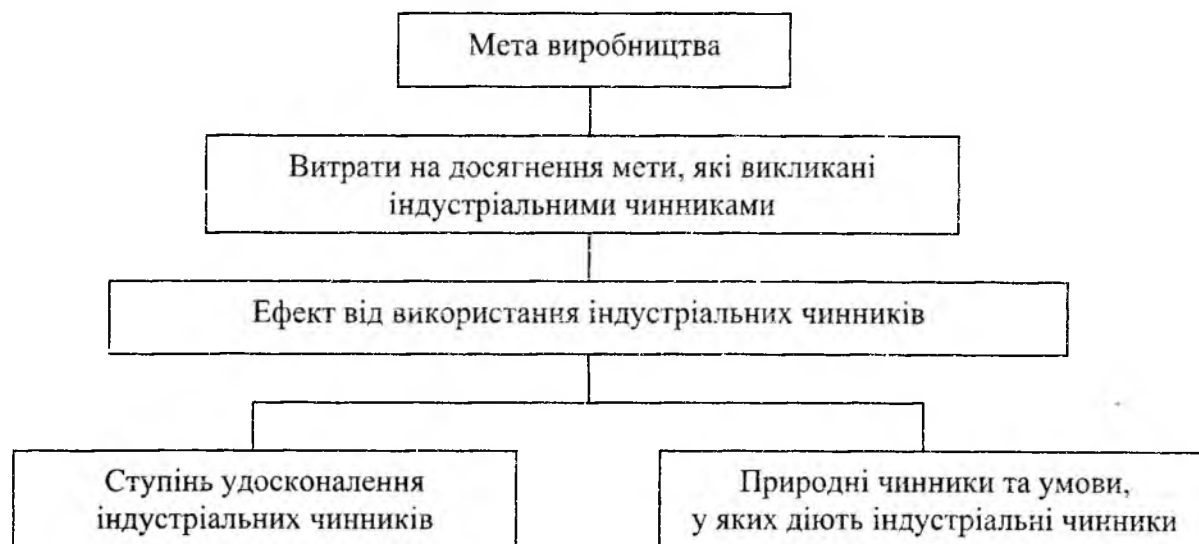 Мета виробництва
Витрати на досягнення мети, які викликані
індустріальними чинниками
Ефект від використання індустріальних чинників
Ступінь удосконалення
індустріальних чинників
Природні чинники та умови,
у яких діють індустріальні чинники